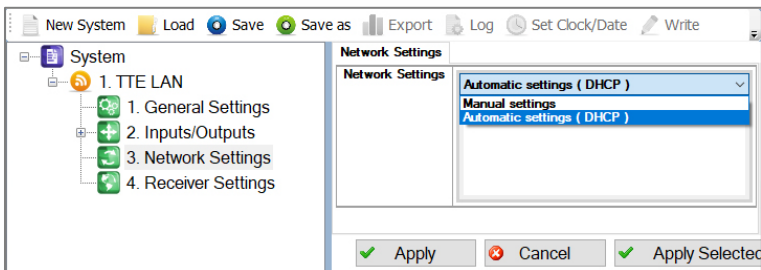 New System Load Save Save as Export Log Set Clock/Date Write
System
1. TTE LAN
1. General Settings
2. Inputs/Outputs
3. Network Settings
4. Receiver Settings
Network Settings
Network Settings
Automatic settings ( DHCP )
Manual settings
Automatic settings ( DHCP )
Apply Cancel Apply Selected